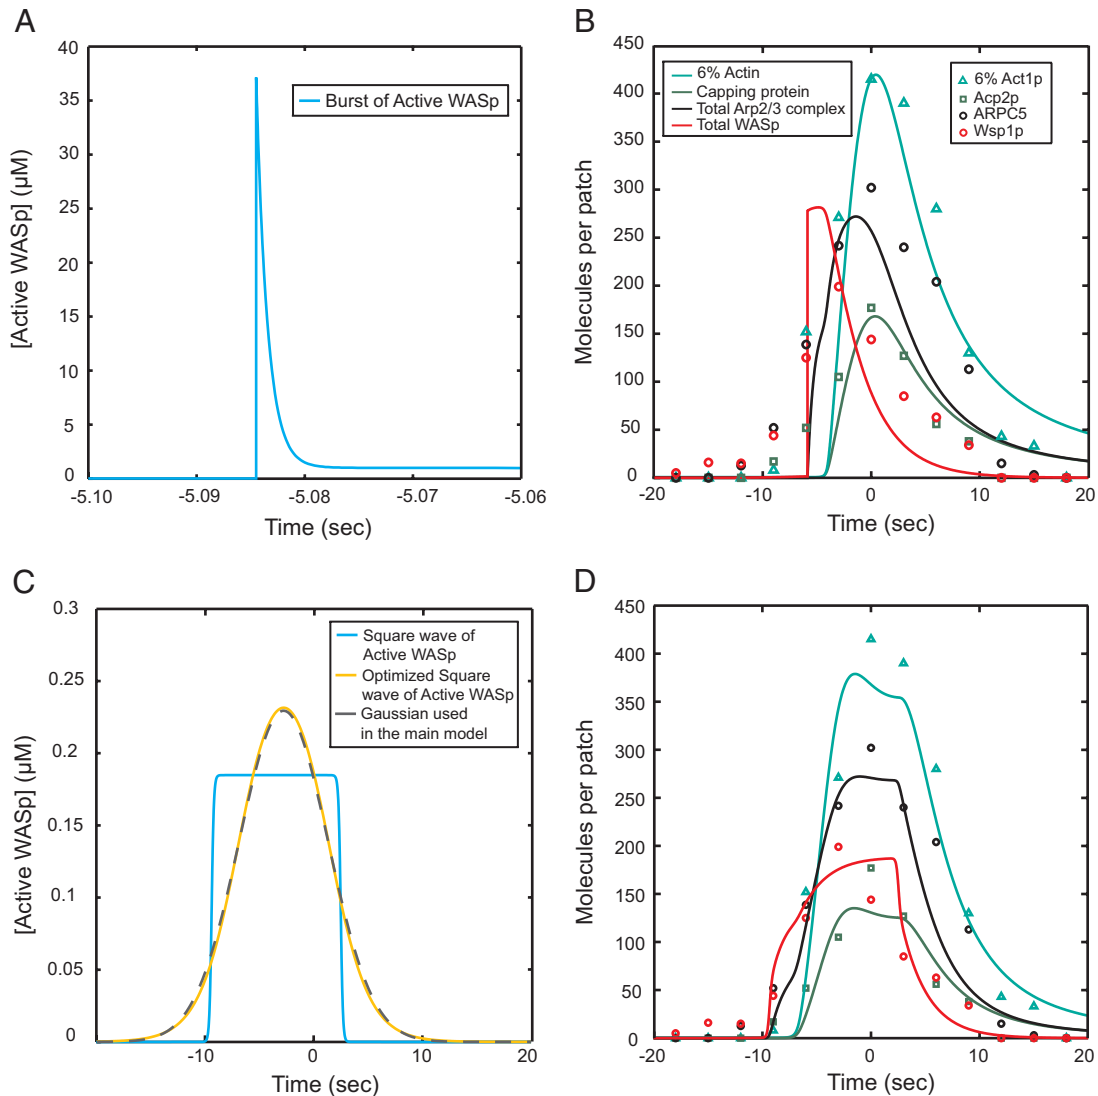 A
[Active WASp] (μM)
40
35
30
25
20
15
10
5
0
Burst of Active WASp
-5.10
-5.09
-5.08
-5.07
-5.06
Time (sec)
B
Molecules per patch
450
400
350
300
250
200
150
100
50
0
6% Actin
Capping protein
Total Arp2/3 complex
Total WASp
6% Act1p
Acp2p
ARPC5
Wsp1p
-20
-10
0
10
20
Time (sec)
C
[Active WASp] (μM)
0.3
0.25
0.2
0.15
0.1
0.05
0
Square wave of
Active WASp
Optimized Square
wave of Active WASp
Gaussian used
in the main model
-10
0
10
20
Time (sec)
D
Molecules per patch
450
400
350
300
250
200
150
100
50
0
-20
-10
0
10
20
Time (sec)